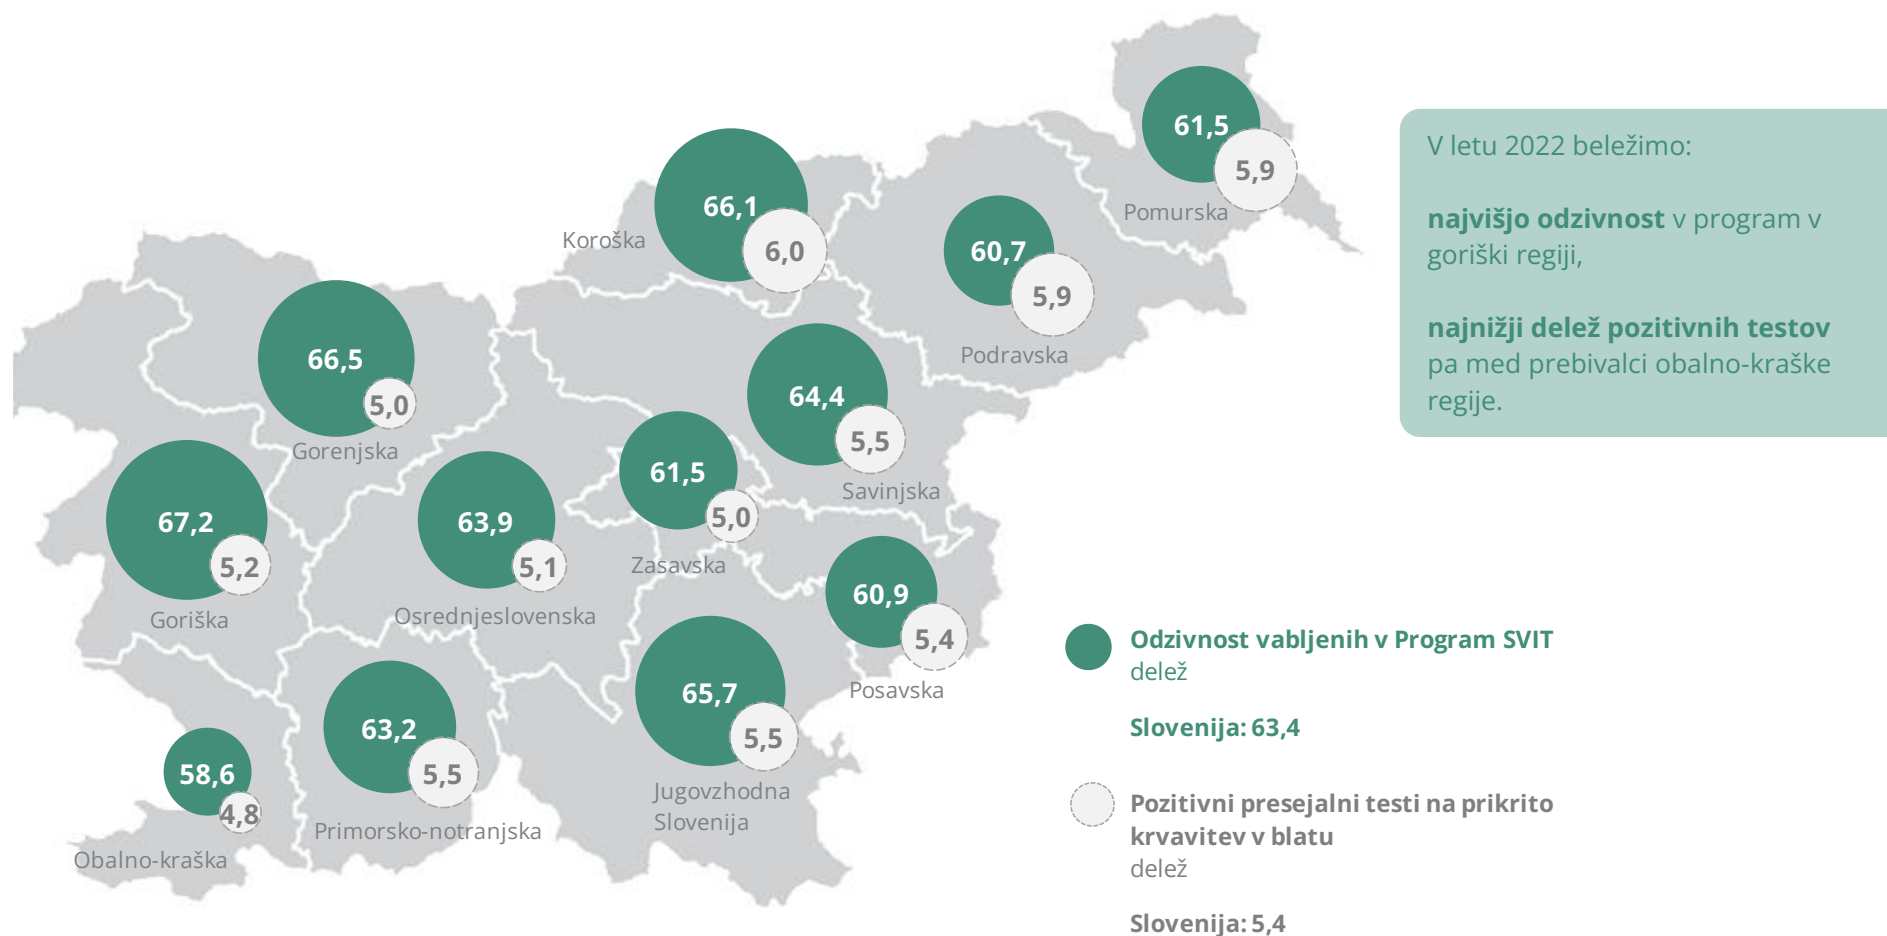 61,5
5,9
Pomurska
66,1
6,0
Koroška
60,7
5,9
Podravska
66,5
5,0
Gorenjska
64,4
5,5
Savinjska
61,5
5,0
Zasavska
67,2
5,2
Goriška
63,9
5,1
Osrednjeslovenska
60,9
5,4
Posavska
65,7
5,5
Jugovzhodna
Slovenija
63,2
5,5
Primorsko-notranjska
58,6
4,8
Obalno-kraška
V letu 2022 beležimo:
najvišjo odzivnost v program v
goriški regiji,
najnižji delež pozitivnih testov
pa med prebivalci obalno-kraške
regije.
Odzivnost vabljenih v Program SVIT
delež
Slovenija: 63,4
Pozitivni presejalni testi na prikrito
krvavitev v blatu
delež
Slovenija: 5,4